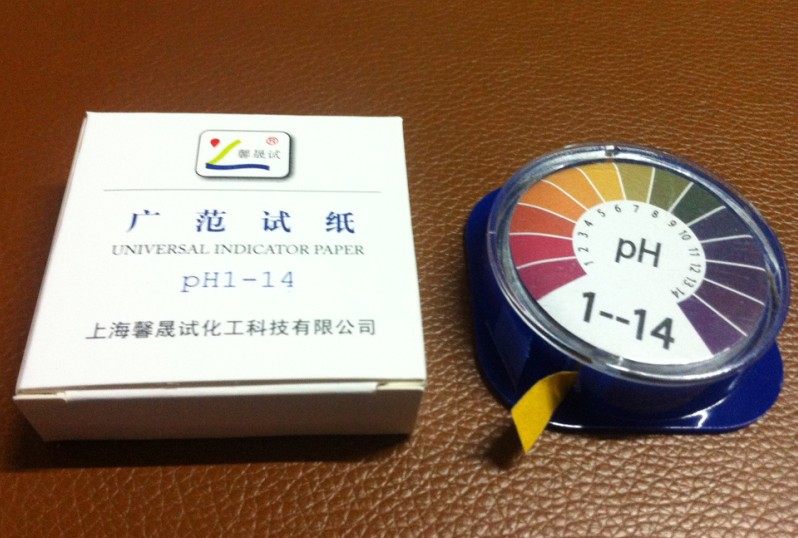 馨晟试®
广范试纸
UNIVERSAL INDICATOR PAPER
pH1-14
上海馨晟试化工科技有限公司
1 2 3 4 5 6 7 8 9 10 11 12 13 14
pH
1--14